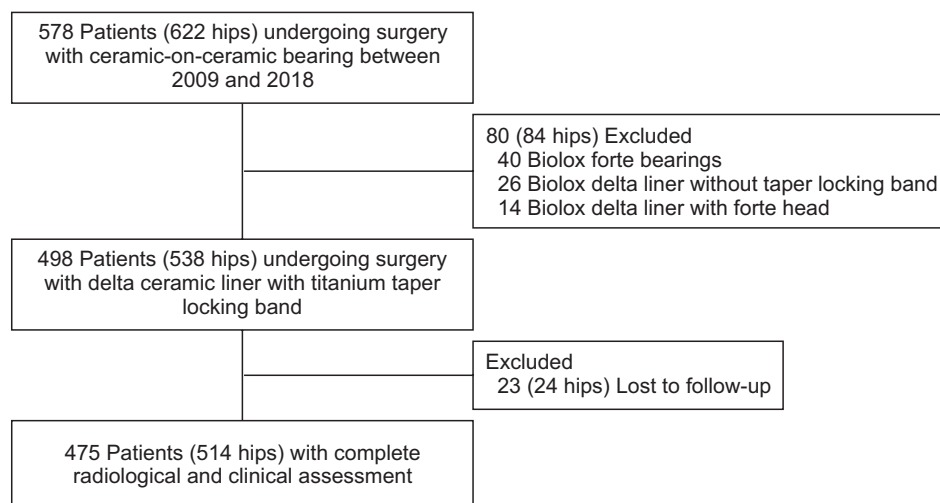 578 Patients (622 hips) undergoing surgery
with ceramic-on-ceramic bearing between
2009 and 2018
80 (84 hips) Excluded
40 Biolox forte bearings
26 Biolox delta liner without taper locking band
14 Biolox delta liner with forte head
498 Patients (538 hips) undergoing surgery
with delta ceramic liner with titanium taper
locking band
Excluded
23 (24 hips) Lost to follow-up
475 Patients (514 hips) with complete
radiological and clinical assessment